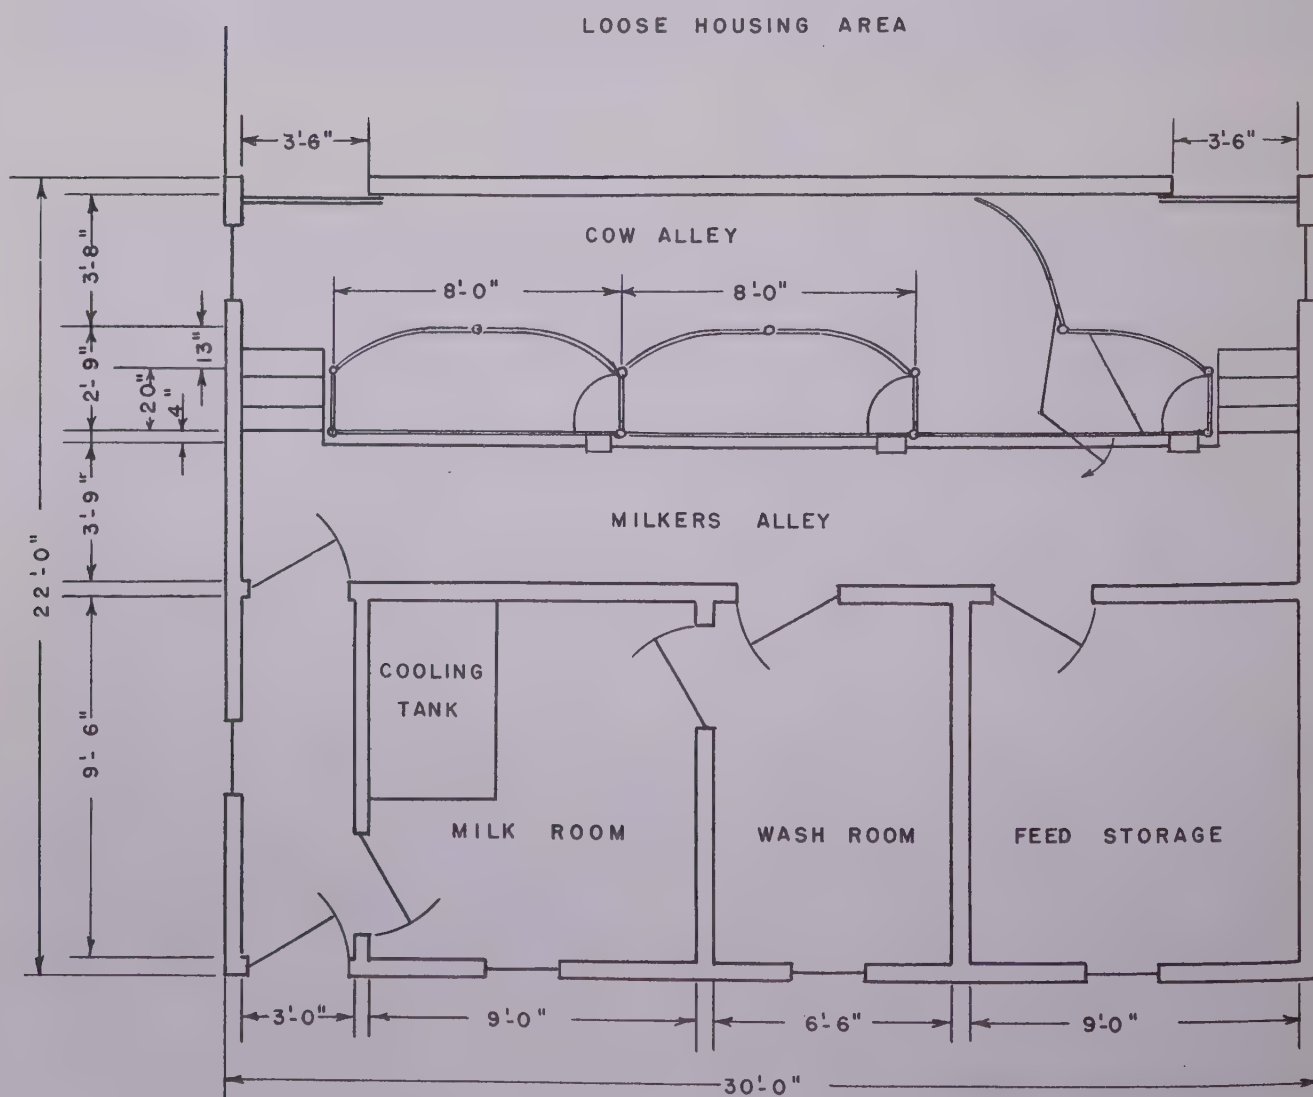 LOOSE HOUSING AREA
3'-6"
3'-6"
COW ALLEY
3'-8"
8'-0"
8'-0"
13"
2'-9"
20"
4"
3'-9"
MILKERS ALLEY
22'-0"
COOLING
TANK
9'-6"
MILK ROOM
WASH ROOM
FEED STORAGE
3'-0"
9'-0"
6'-6"
9'-0"
30'-0"